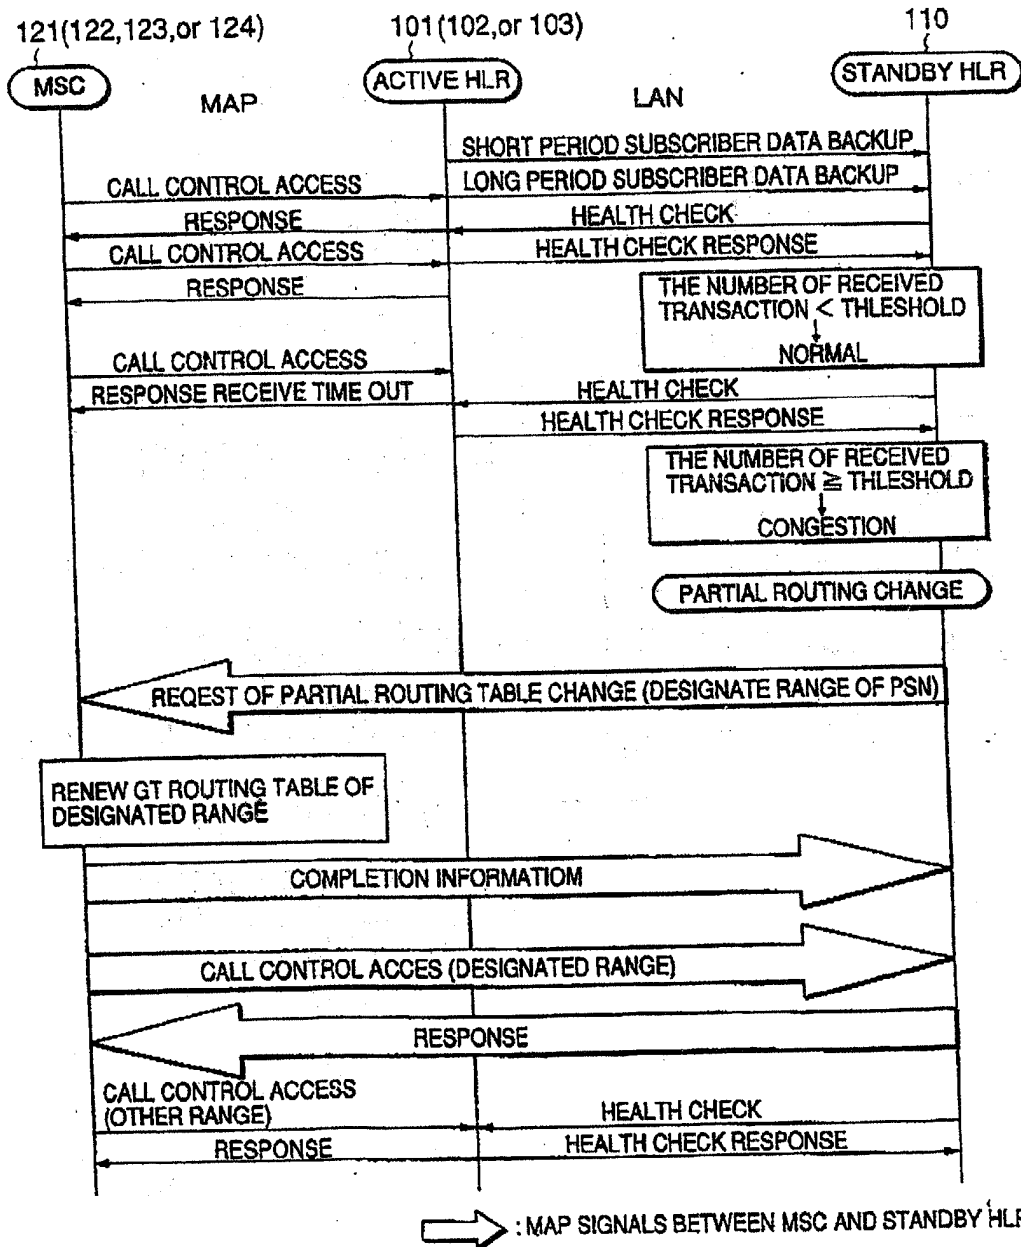 121(122,123,or 124)
101(102,or 103)
110
MSC
ACTIVE HLR
STANDBY HLR
MAP
LAN
SHORT PERIOD SUBSCRIBER DATA BACKUP
CALL CONTROL ACCESS
LONG PERIOD SUBSCRIBER DATA BACKUP
RESPONSE
HEALTH CHECK
CALL CONTROL ACCESS
HEALTH CHECK RESPONSE
RESPONSE
THE NUMBER OF RECEIVED
TRANSACTION < THLESHOLD
NORMAL
CALL CONTROL ACCESS
RESPONSE RECEIVE TIME OUT
HEALTH CHECK
HEALTH CHECK RESPONSE
THE NUMBER OF RECEIVED
TRANSACTION ≧ THLESHOLD
CONGESTION
PARTIAL ROUTING CHANGE
REQEST OF PARTIAL ROUTING TABLE CHANGE (DESIGNATE RANGE OF PSN)
RENEW GT ROUTING TABLE OF
DESIGNATED RANGE
COMPLETION INFORMATIOM
CALL CONTROL ACCES (DESIGNATED RANGE)
RESPONSE
CALL CONTROL ACCESS
(OTHER RANGE)
HEALTH CHECK
RESPONSE
HEALTH CHECK RESPONSE
: MAP SIGNALS BETWEEN MSC AND STANDBY HLR